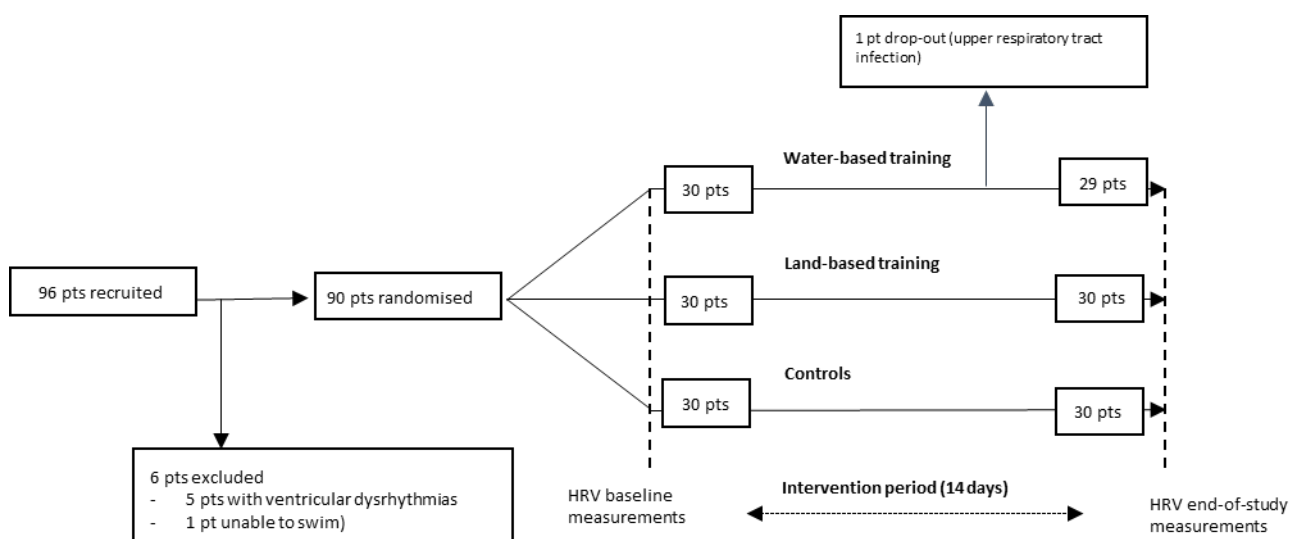 1 pt drop-out (upper respiratory tract
infection)
Water-based training
30 pts
29 pts
Land-based training
96 pts recruited
90 pts randomised
30 pts
30 pts
Controls
30 pts
30 pts
6 pts excluded
- 5 pts with ventricular dysrhythmias
- 1 pt unable to swim)
HRV baseline
measurements
Intervention period (14 days)
HRV end-of-study
measurements